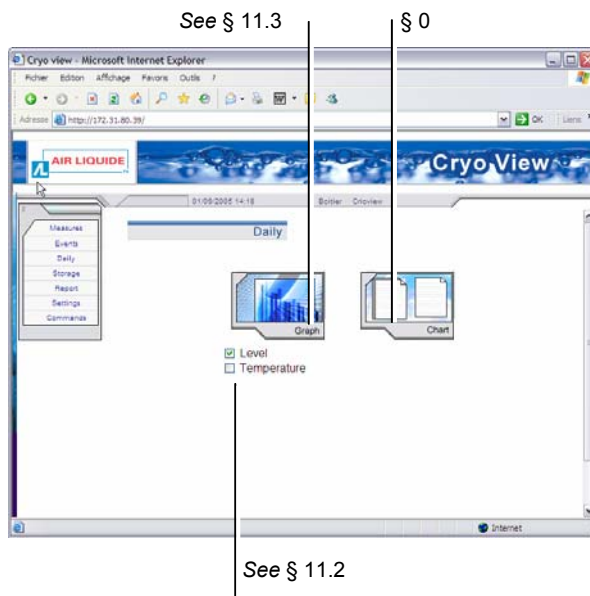 See § 11.3
§ 0
Cryo view - Microsoft Internet Explorer
Fichier Edition Affichage Favoris Outils ?
Adresse http://172.31.80.39/ OK Liens
AIR LIQUIDE
Cryo View
01/06/2005 14:18 Boitier Crioview
Measures
Events
Daily
Storage
Report
Settings
Commands
Daily
Graph
Chart
Level
Temperature
Internet
See § 11.2